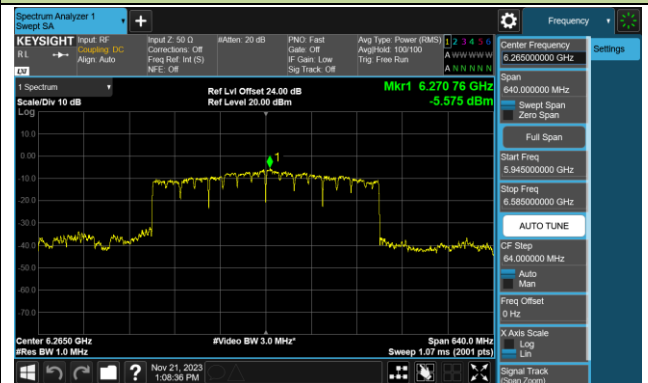 Spectrum Analyzer 1
Swept SA
Frequency
KEYSIGHT
Input: RF
Input Z: 50 Ω
#Atten: 20 dB
PNO: Fast
Avg Type: Power (RMS)
1 2 3 4 5 6
RL
Coupling: DC
Corrections: Off
Gate: Off
Avg|Hold: 100/100
A W W W W W
Align: Auto
Freq Ref: Int (S)
IF Gain: Low
Trig: Free Run
LXI
NFE: Off
Sig Track: Off
A N N N N N
1 Spectrum
Scale/Div 10 dB
Ref Lvl Offset 24.00 dB
Ref Level 20.00 dBm
Mkr1 6.270 76 GHz
-5.575 dBm
Log
10.0
0.00
-10.0
-20.0
-30.0
-40.0
-50.0
-60.0
-70.0
1
Center 6.2650 GHz
#Video BW 3.0 MHz*
Span 640.0 MHz
#Res BW 1.0 MHz
Sweep 1.07 ms (2001 pts)
Nov 21, 2023
1:08:36 PM
?
Center Frequency
6.265000000 GHz
Settings
Span
640.000000 MHz
Swept Span
Zero Span
Full Span
Start Freq
5.945000000 GHz
Stop Freq
6.585000000 GHz
AUTO TUNE
CF Step
64.000000 MHz
Auto
Man
Freq Offset
0 Hz
X Axis Scale
Log
Lin
Signal Track
(Span Zoom)